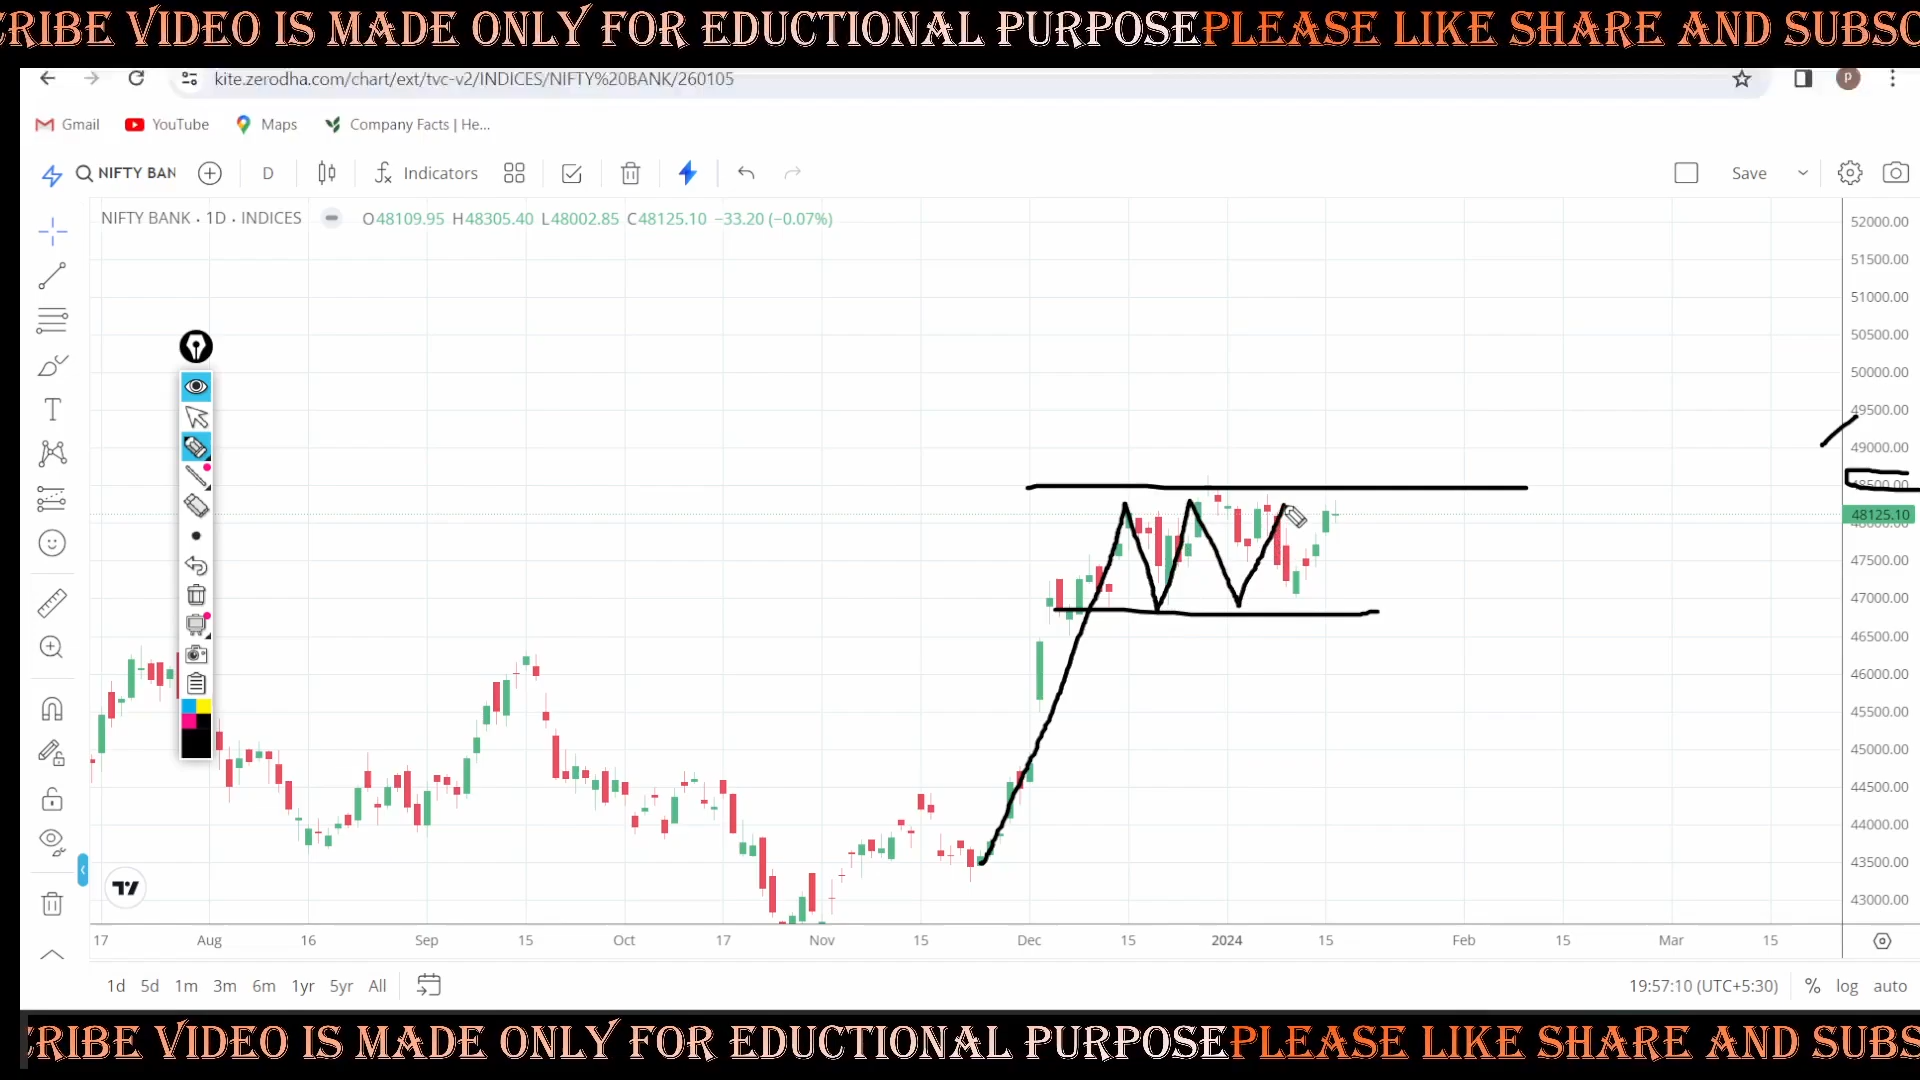 CRIBE VIDEO IS MADE ONLY FOR EDUCTIONAL PURPOSEPLEASE LIKE SHARE AND SUBSC
kite.zerodha.com/chart/ext/tvc-v2/INDICES/NIFTY%20BANK/260105
P
Gmail YouTube Maps Company Facts | He...
NIFTY BAN D Indicators Save
NIFTY BANK · 1D · INDICES O48109.95 H48305.40 L48002.85 C48125.10 −33.20 (−0.07%)
52000.00
51500.00
51000.00
50500.00
50000.00
49500.00
49000.00
48500.00
48125.10
48000.00
47500.00
47000.00
46500.00
46000.00
45500.00
45000.00
44500.00
44000.00
43500.00
43000.00
17 Aug 16 Sep 15 Oct 17 Nov 15 Dec 15 2024 15 Feb 15 Mar 15
1d 5d 1m 3m 6m 1yr 5yr All 19:57:10 (UTC+5:30) % log auto
CRIBE VIDEO IS MADE ONLY FOR EDUCTIONAL PURPOSEPLEASE LIKE SHARE AND SUBS